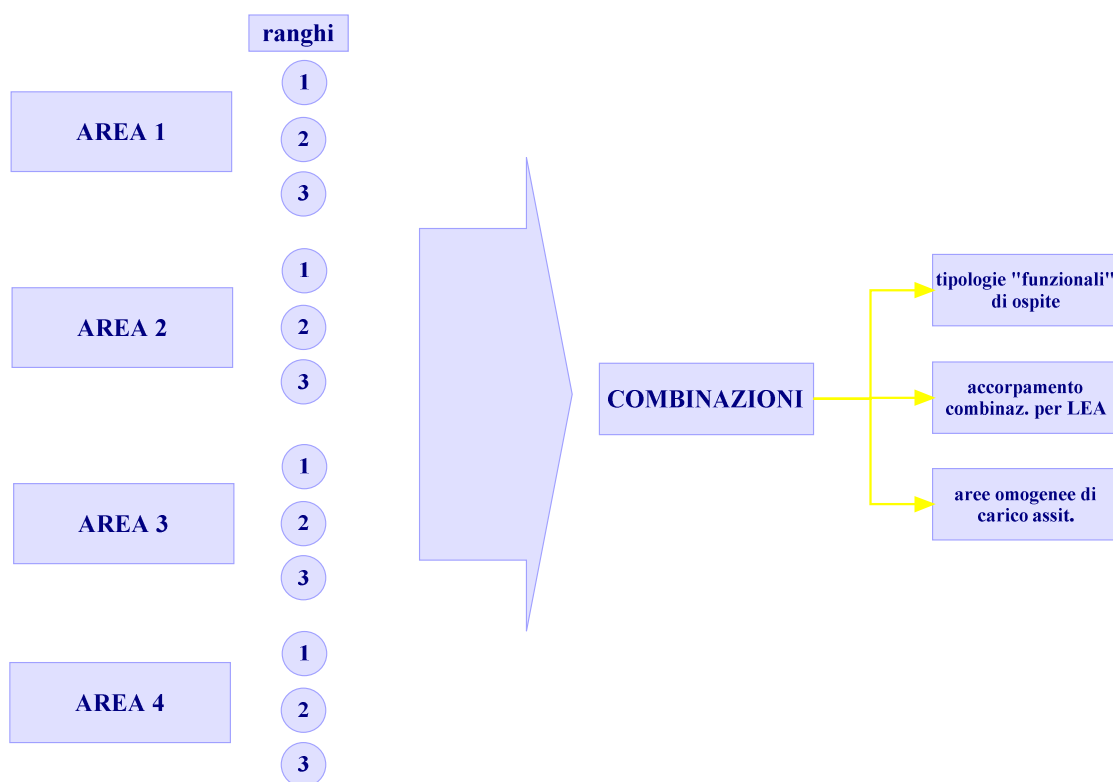 ranghi
AREA 1
1
2
3
AREA 2
1
2
3
AREA 3
1
2
3
AREA 4
1
2
3
COMBINAZIONI
tipologie "funzionali"
di ospite
accorpamento
combinaz. per LEA
aree omogenee di
carico assit.